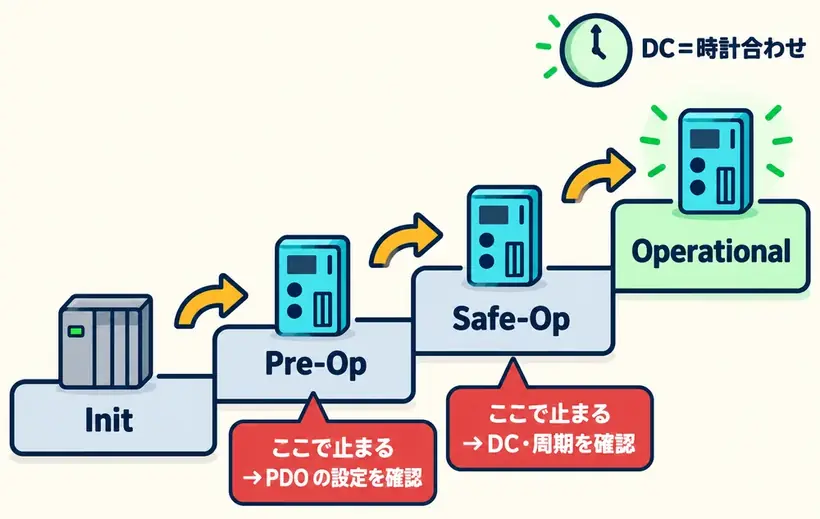 DC=時計合わせ
Operational
Safe-Op
Pre-Op
Init
ここで止まる
→DC・周期を確認
ここで止まる
→PDOの設定を確認